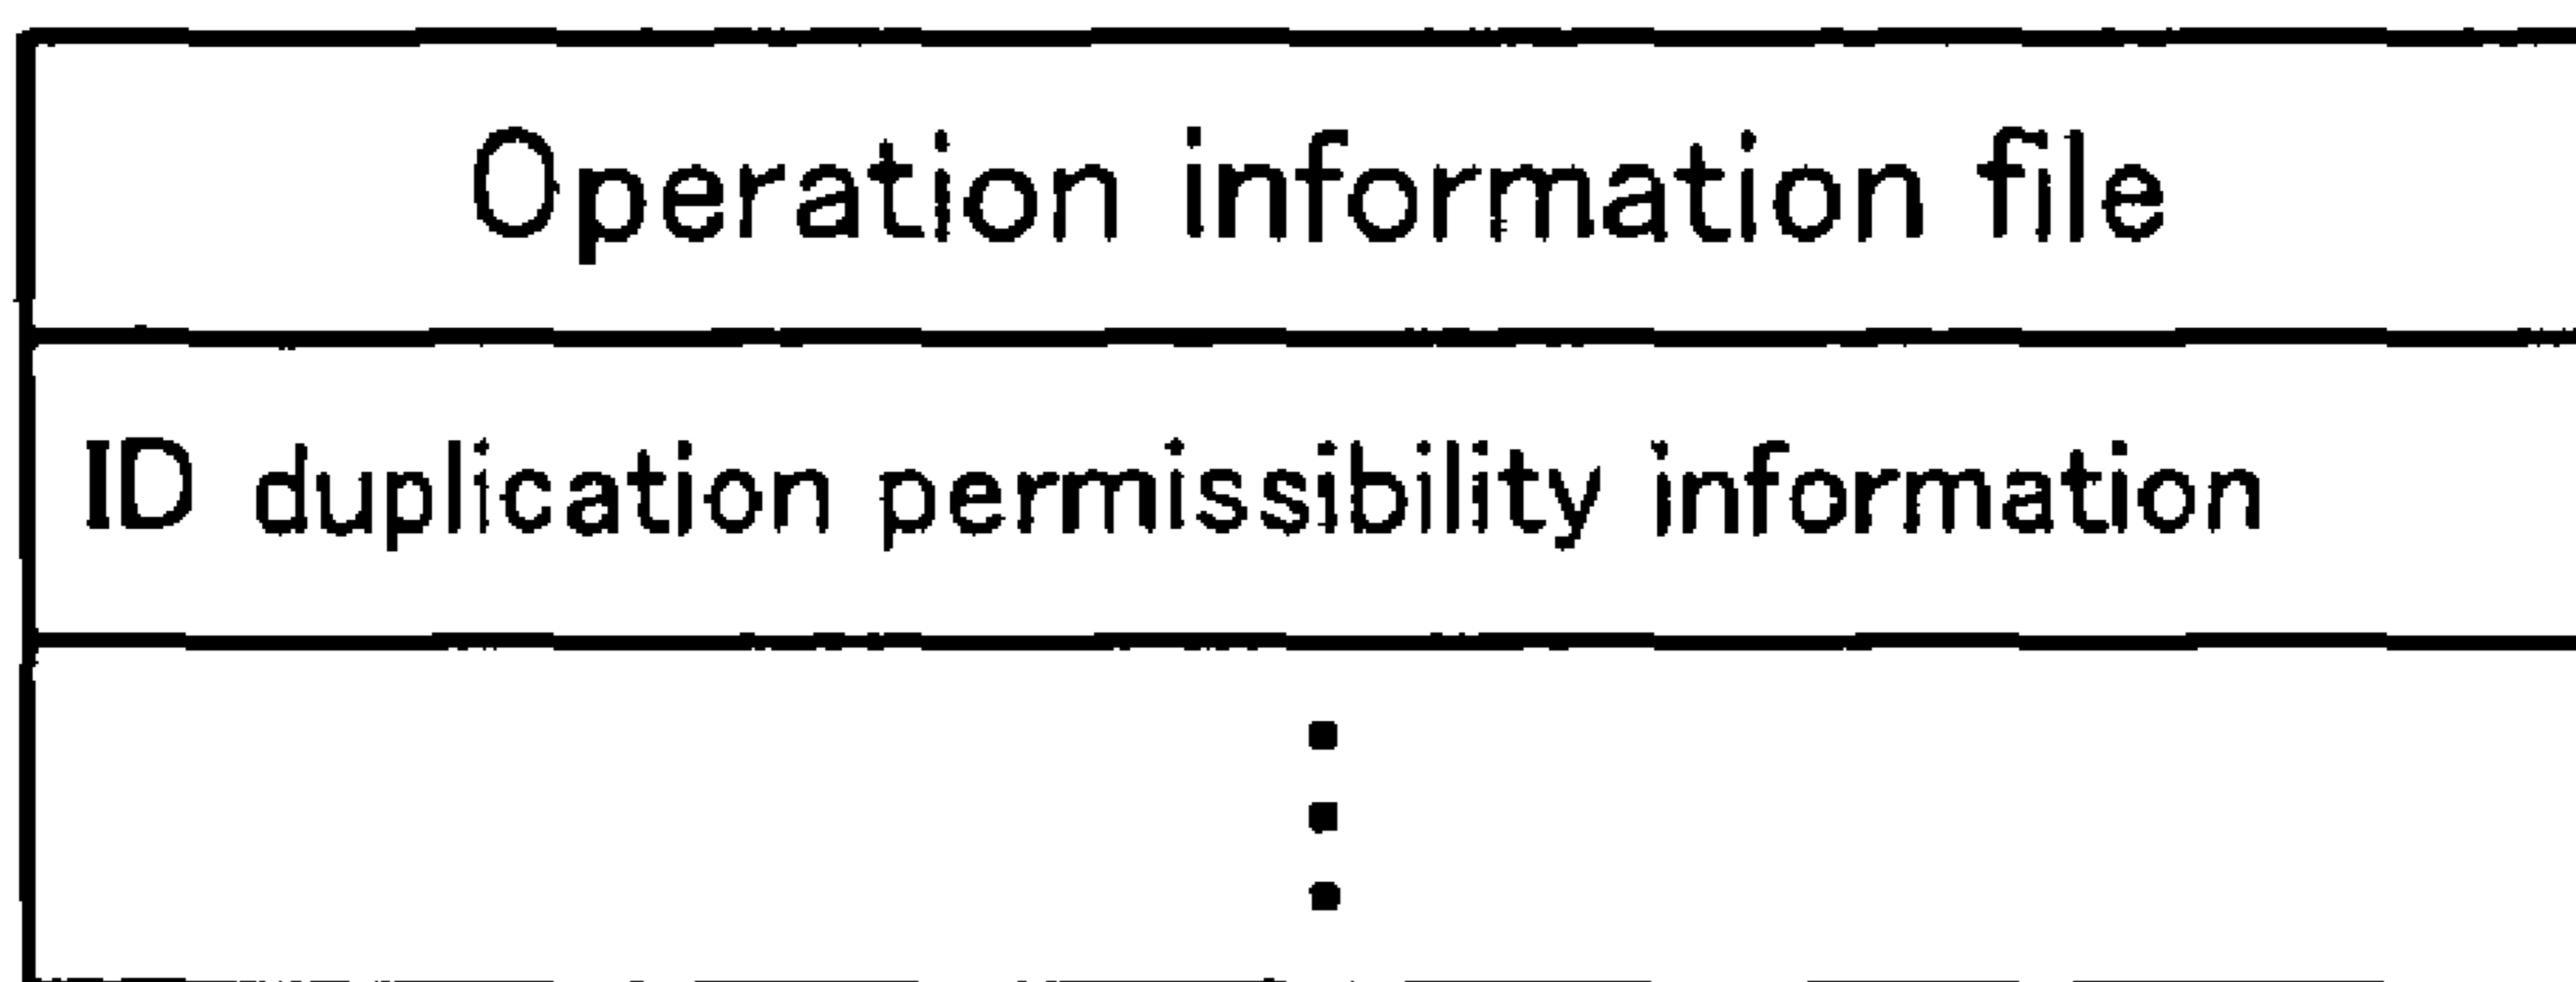 Operation information file
ID duplication permissibility information